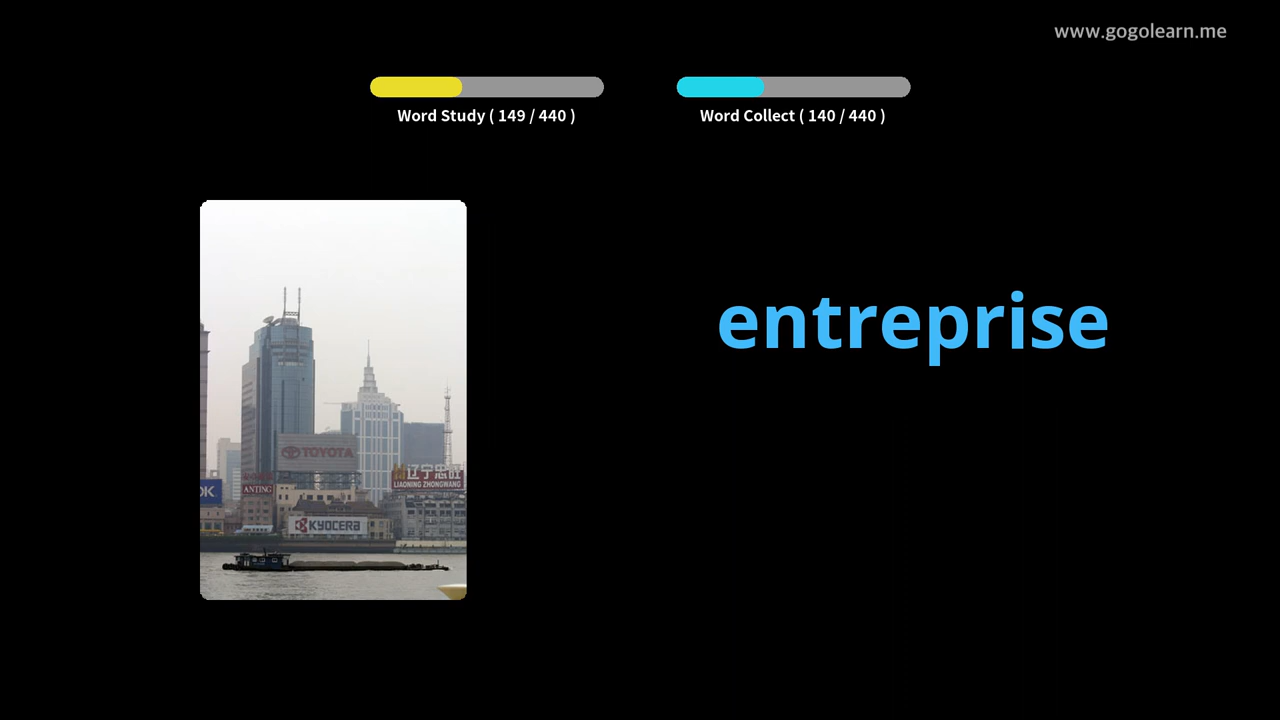 www.gogolearn.me
Word Study ( 149 / 440 )
Word Collect ( 140 / 440 )
entreprise
TOYOTA
辽宁忠旺
LIAONING ZHONGWANG
OK
ANTING
KYOCERA